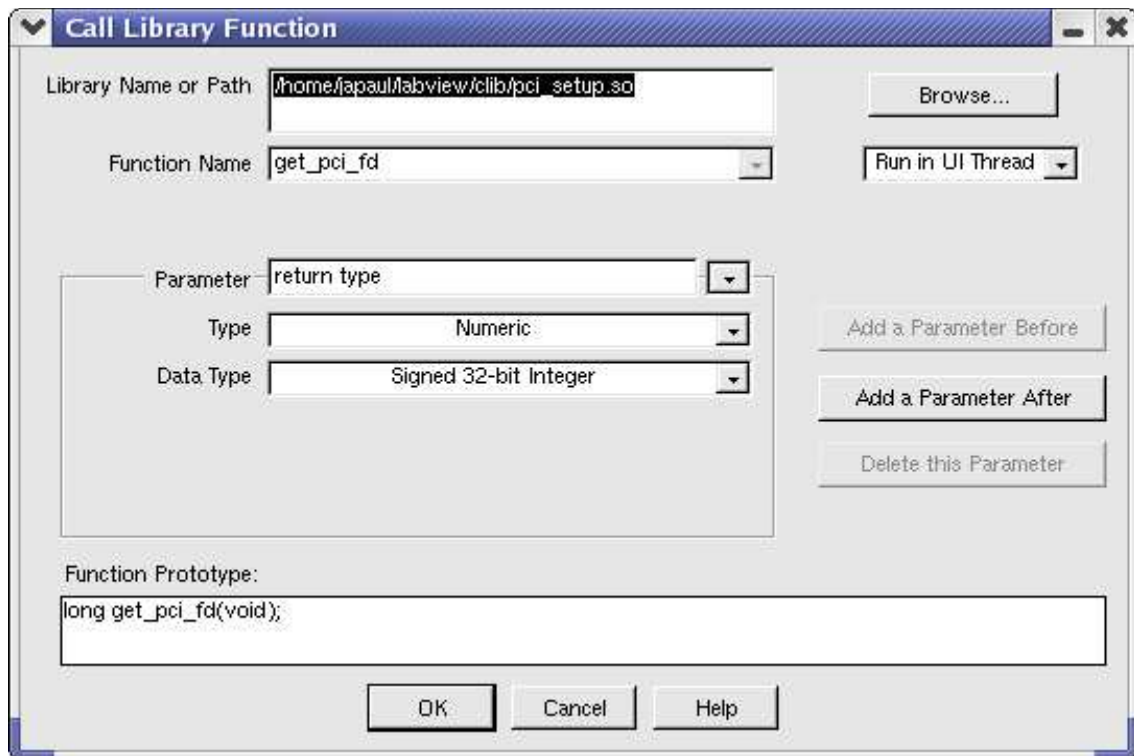 Call Library Function
Library Name or Path /home/japaul/labview/clib/pci_setup.so Browse...
Function Name get_pci_fd Run in UI Thread
Parameter return type
Type Numeric Add a Parameter Before
Data Type Signed 32-bit Integer Add a Parameter After
Delete this Parameter
Function Prototype:
long get_pci_fd(void);
OK Cancel Help